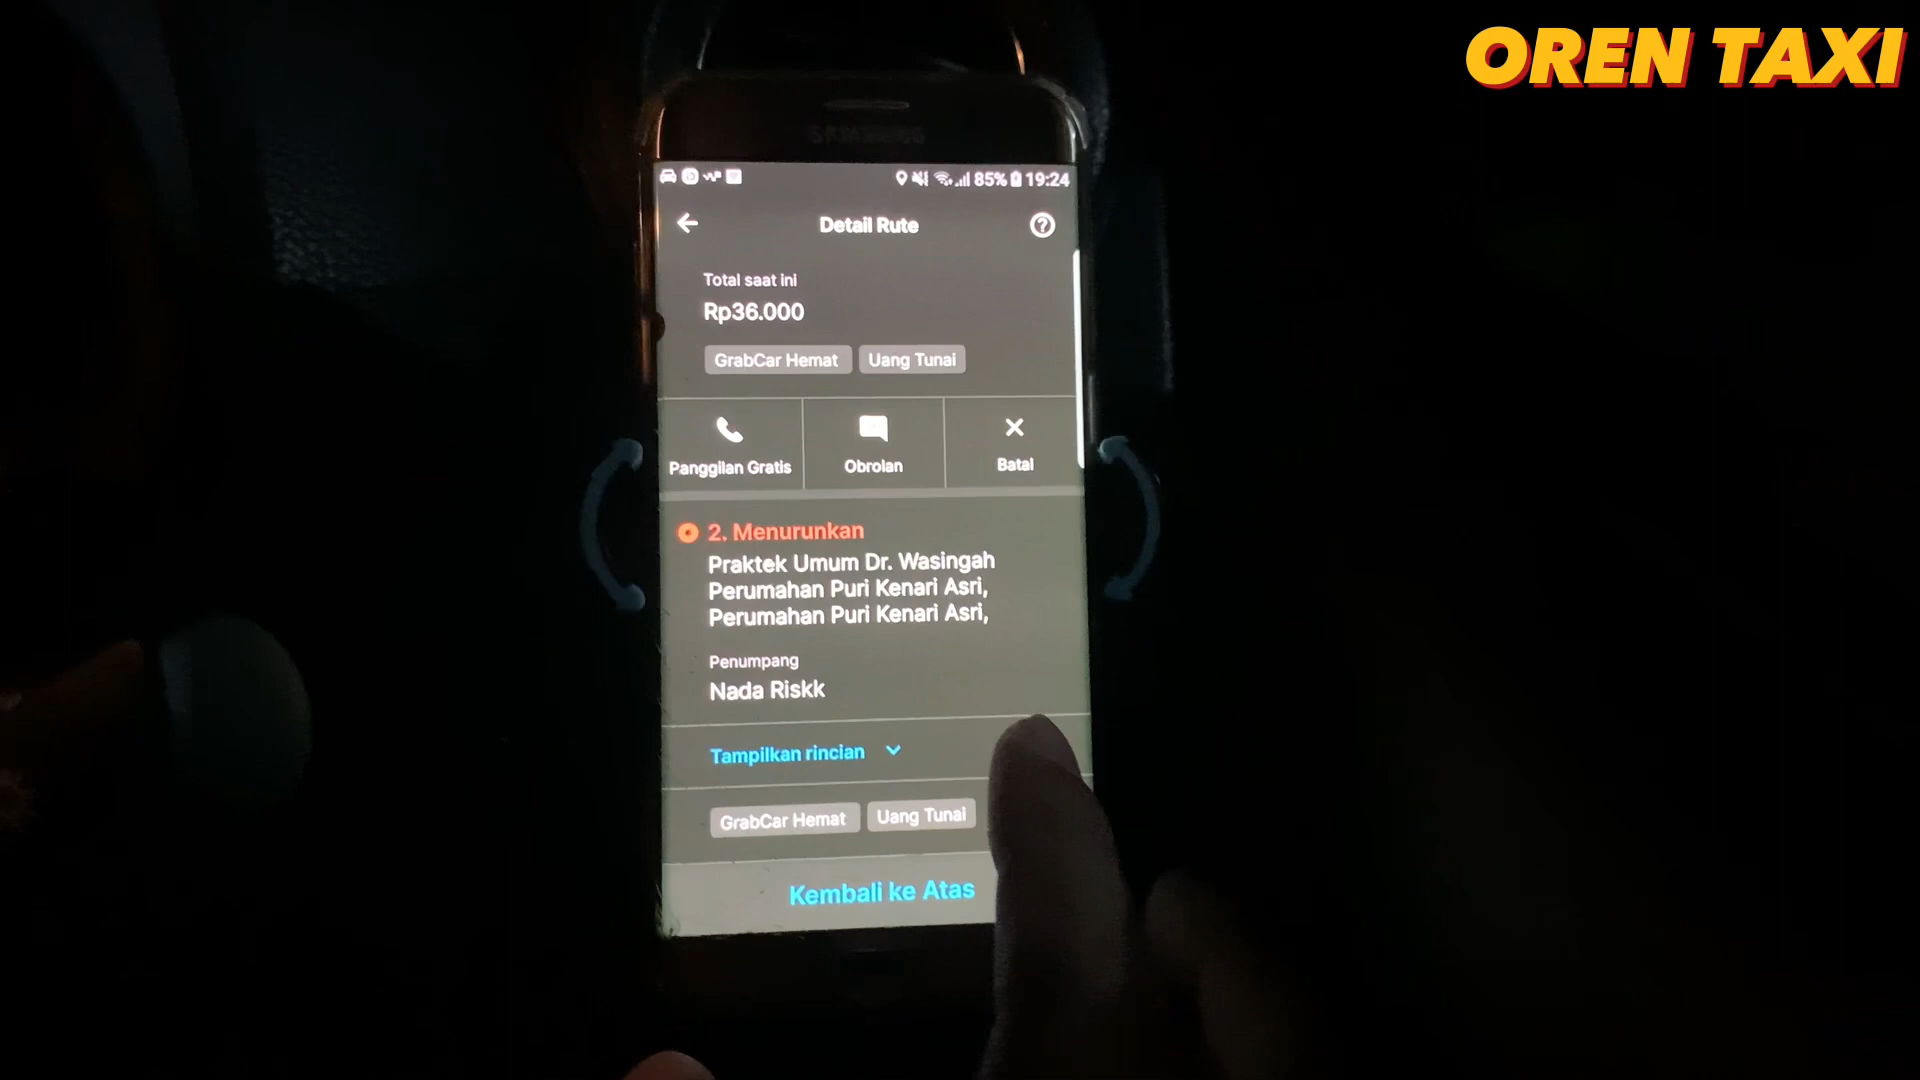 OREN TAXI
SAMSUNG
85% 19:24
Detail Rute
Total saat ini
Rp36.000
GrabCar Hemat Uang Tunai
Panggilan Gratis Obrolan Batal
2. Menurunkan
Praktek Umum Dr. Wasingah
Perumahan Puri Kenari Asri,
Perumahan Puri Kenari Asri,
Penumpang
Nada Riskk
Tampilkan rincian
GrabCar Hemat Uang Tunai
Kembali ke Atas